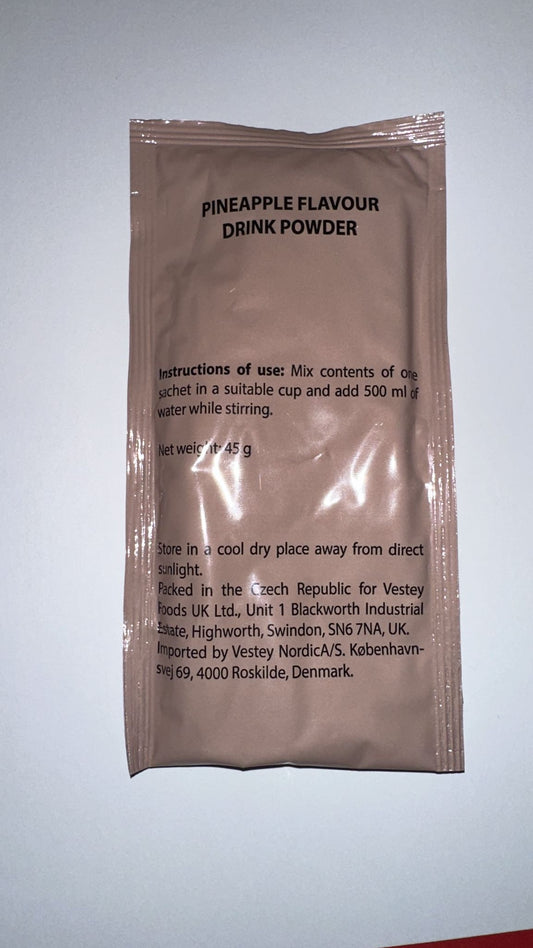 PINEAPPLE FLAVOUR
DRINK POWDER
Instructions of use: Mix contents of one
sachet in a suitable cup and add 500 ml of
water while stirring.
Net weight: 45 g
Store in a cool dry place away from direct
sunlight.
Packed in the Czech Republic for Vestey
Foods UK Ltd., Unit 1 Blackworth Industrial
Estate, Highworth, Swindon, SN6 7NA, UK.
Imported by Vestey NordicA/S. København-
svej 69, 4000 Roskilde, Denmark.